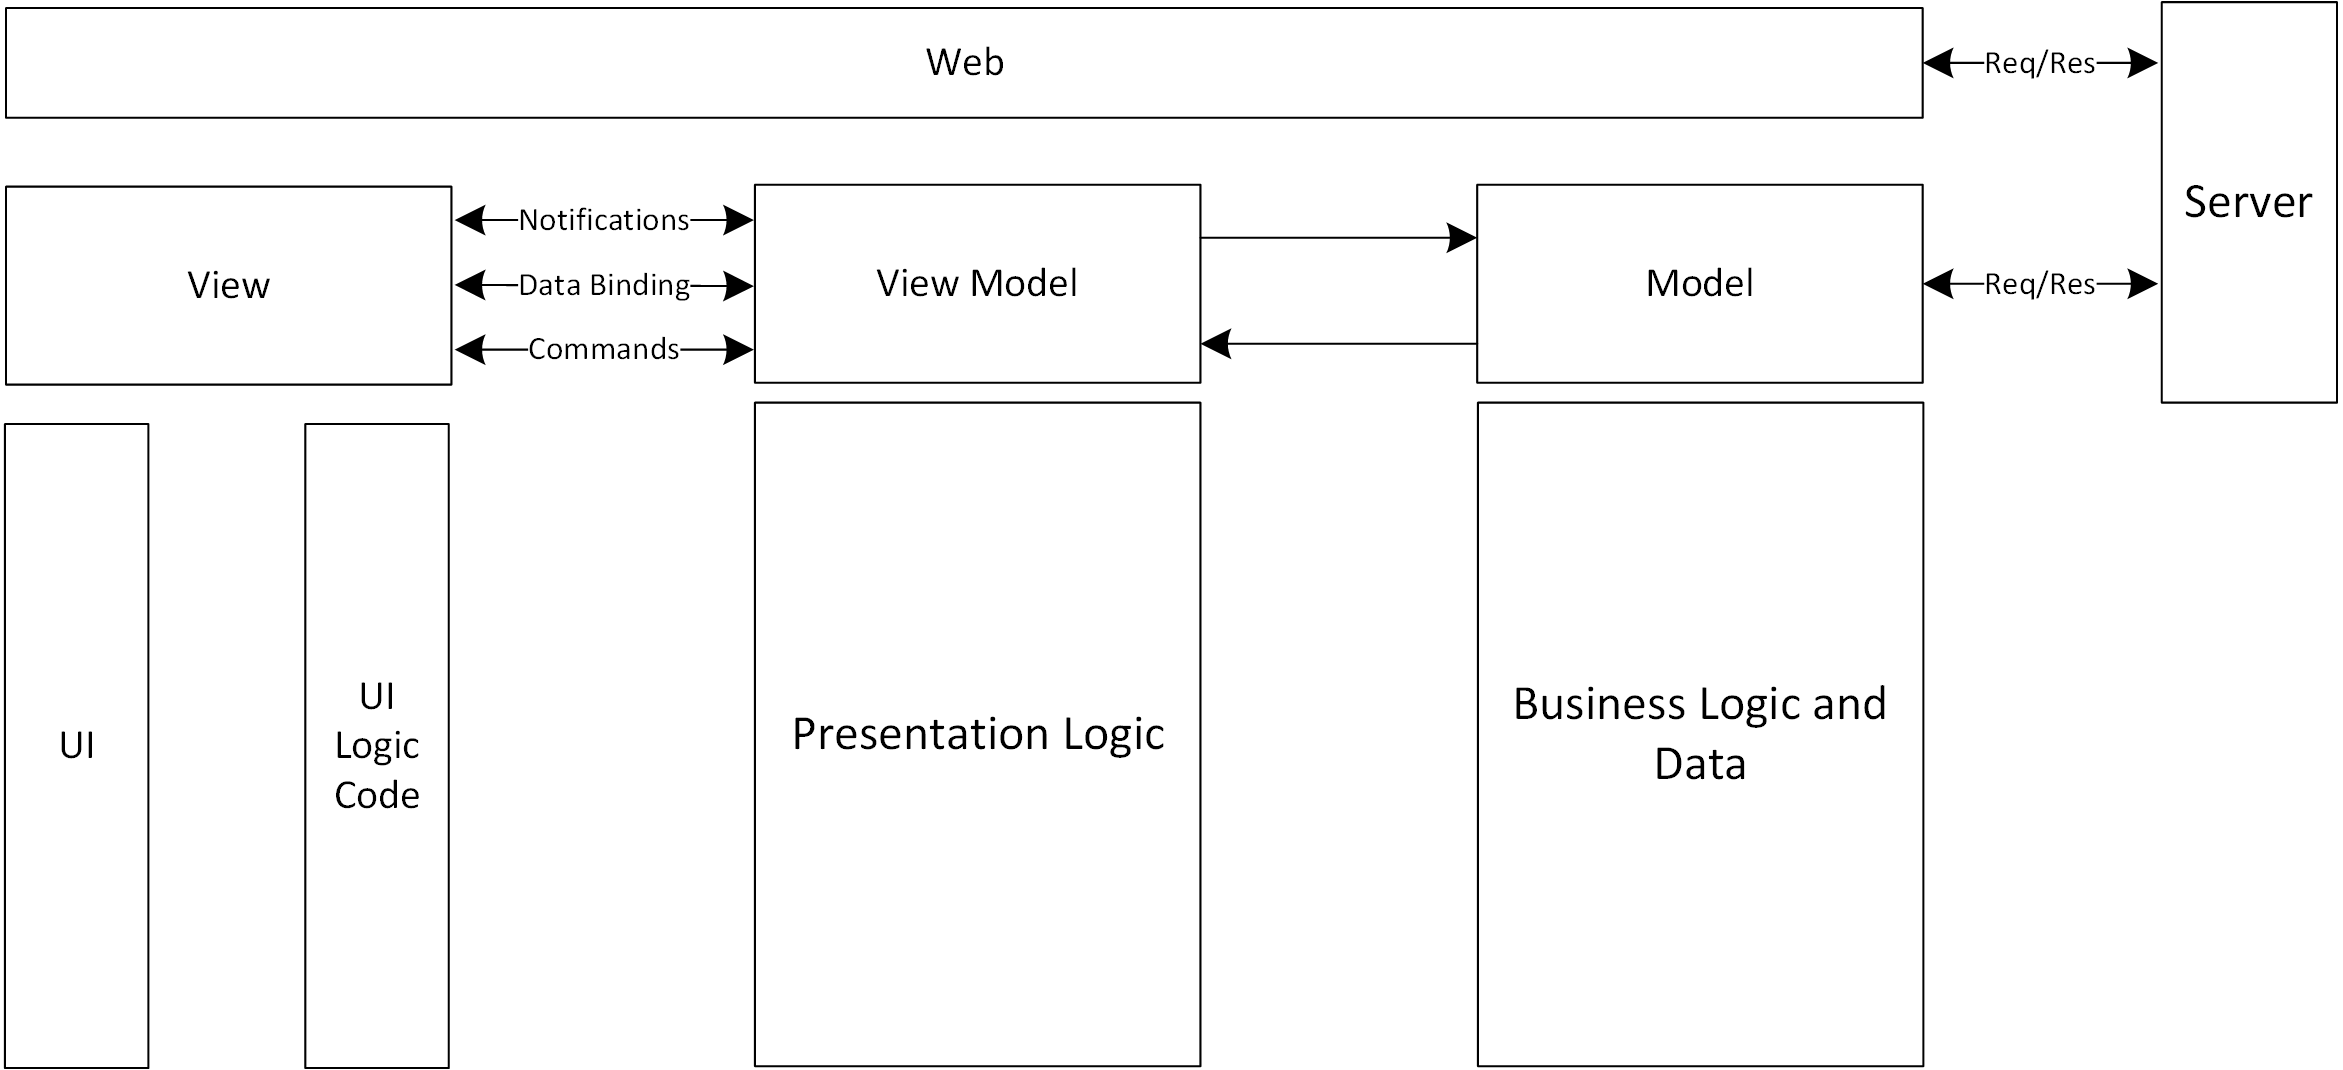 Web
Req/Res
Server
View
Notifications
Data Binding
Commands
View Model
Model
Req/Res
UI
UI
Logic
Code
Presentation Logic
Business Logic and
Data